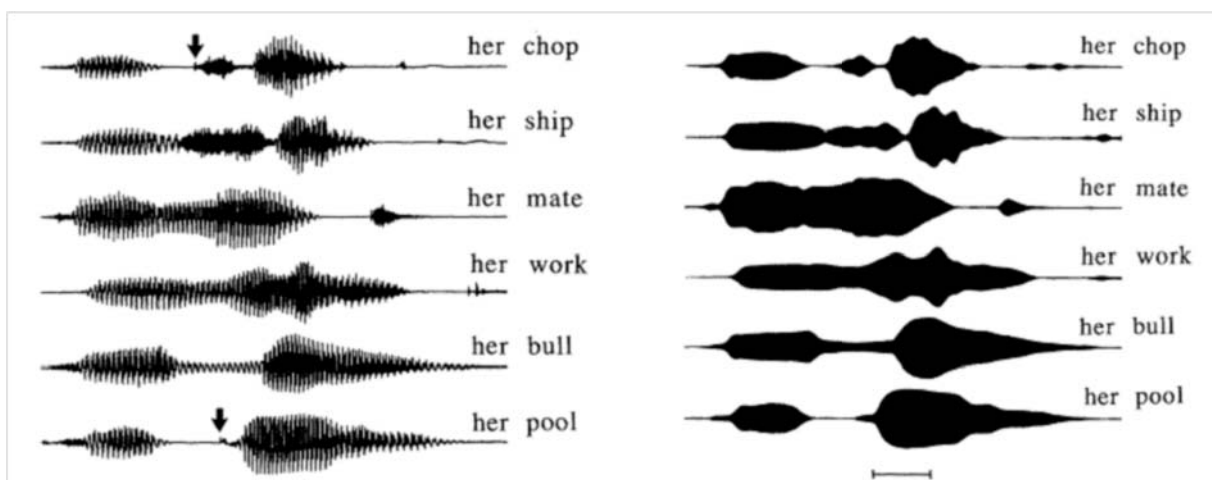 her chop
her chop
her ship
her ship
her mate
her mate
her work
her work
her bull
her bull
her pool
her pool